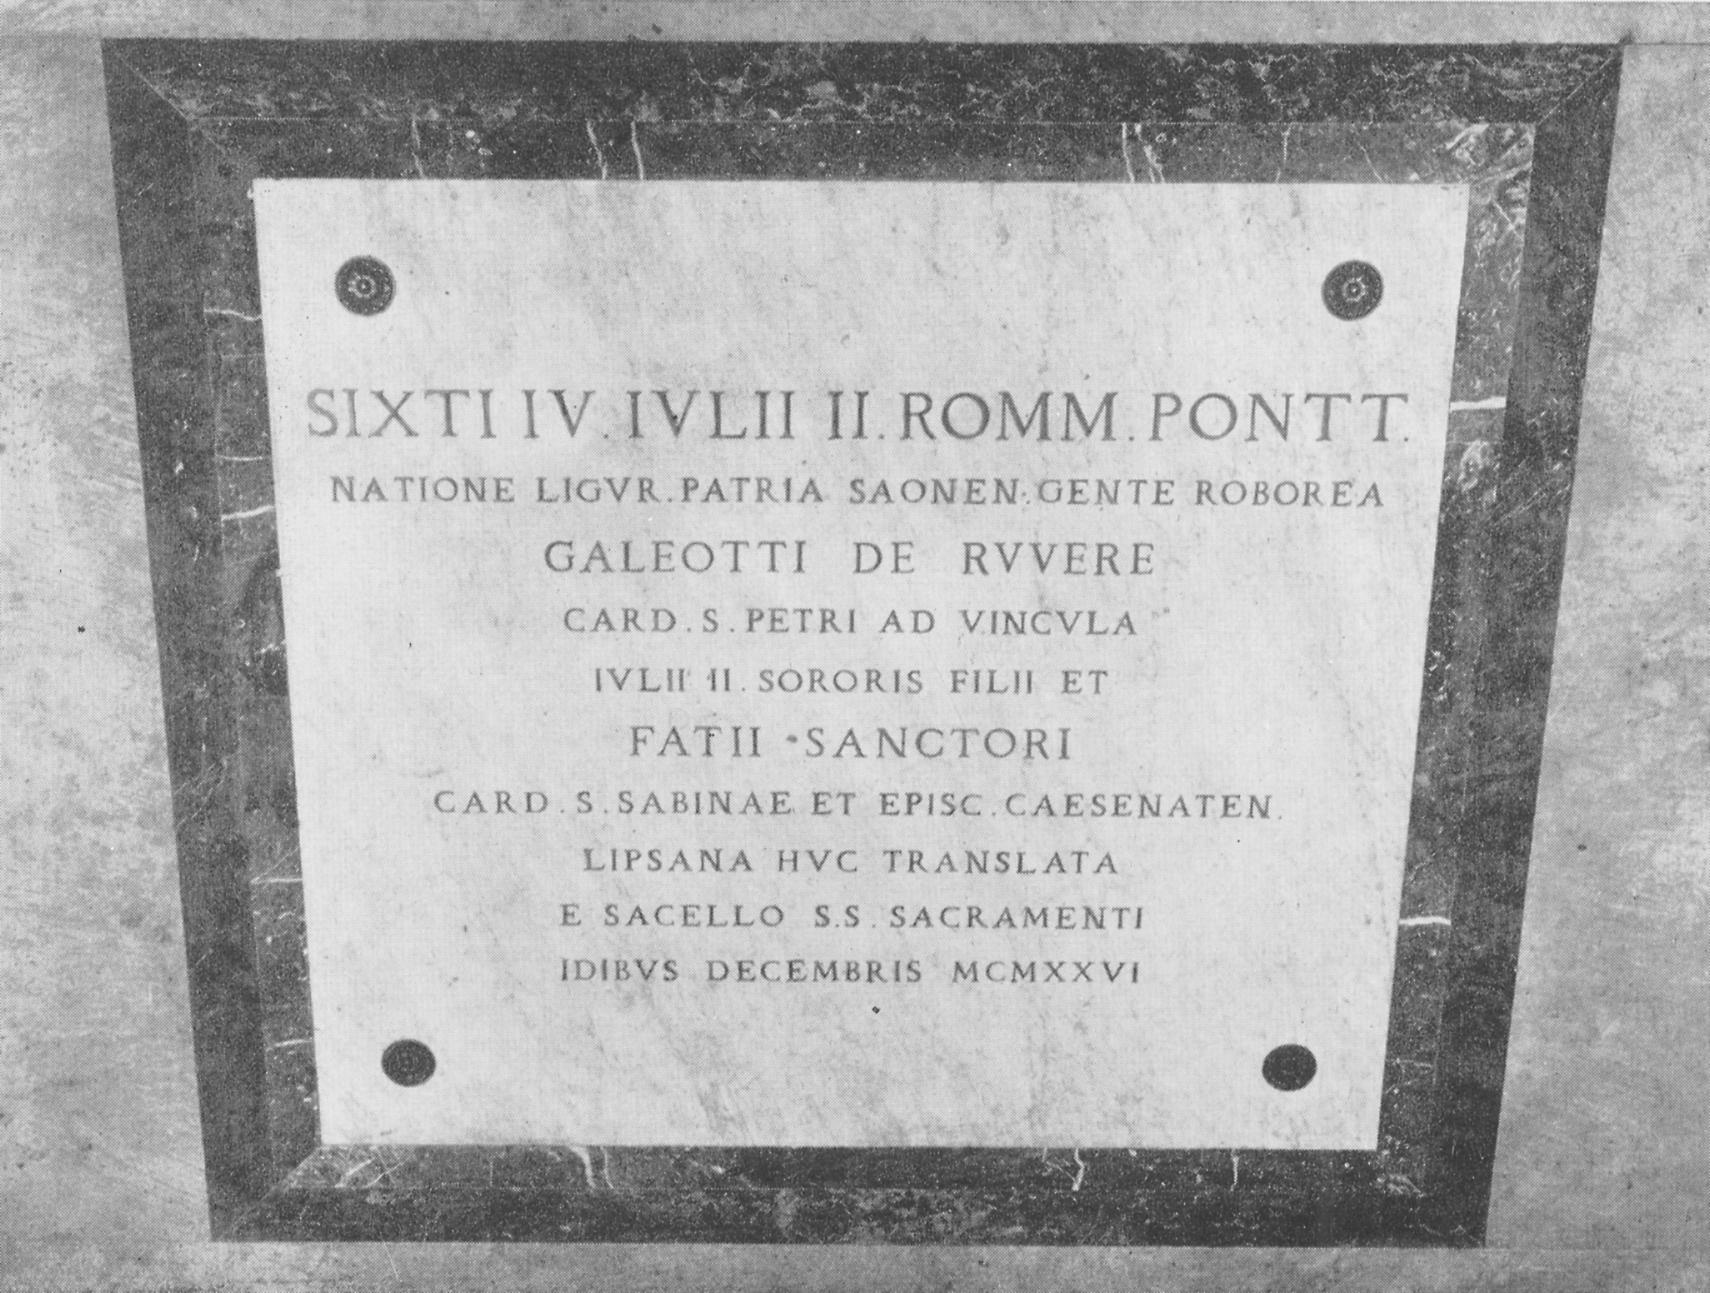 SIXTI IV. IVLII II. ROMM. PONTT.
NATIONE LIGVR. PATRIA SAONEN. GENTE ROBOREA
GALEOTTI DE RVVERE
CARD. S. PETRI AD VINCVLA
IVLII II. SORORIS FILII ET
FATII SANCTORI
CARD. S. SABINAE ET EPISC. CAESENATEN.
LIPSANA HVC TRANSLATA
E SACELLO S.S. SACRAMENTI
IDIBVS DECEMBRIS MCMXXVI